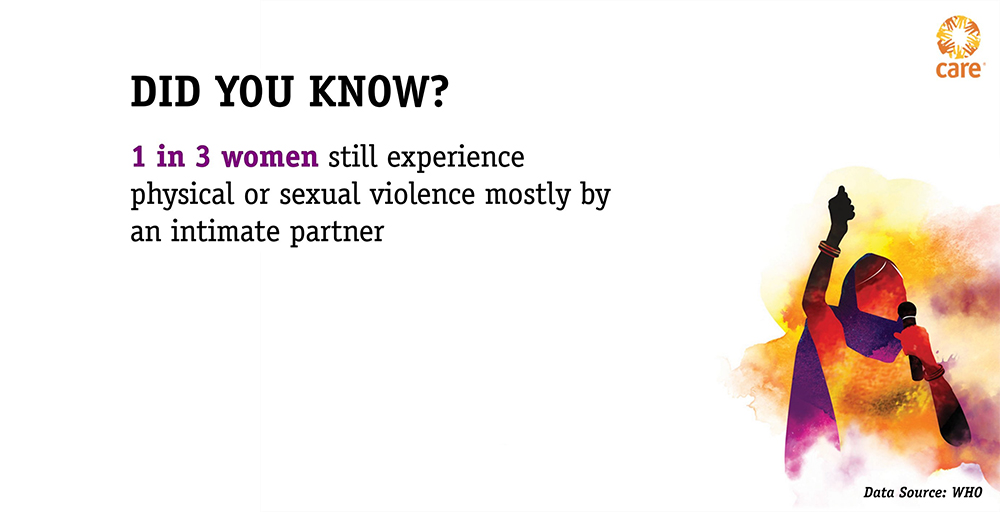 care
DID YOU KNOW?
1 in 3 women still experience
physical or sexual violence mostly by
an intimate partner
Data Source: WHO